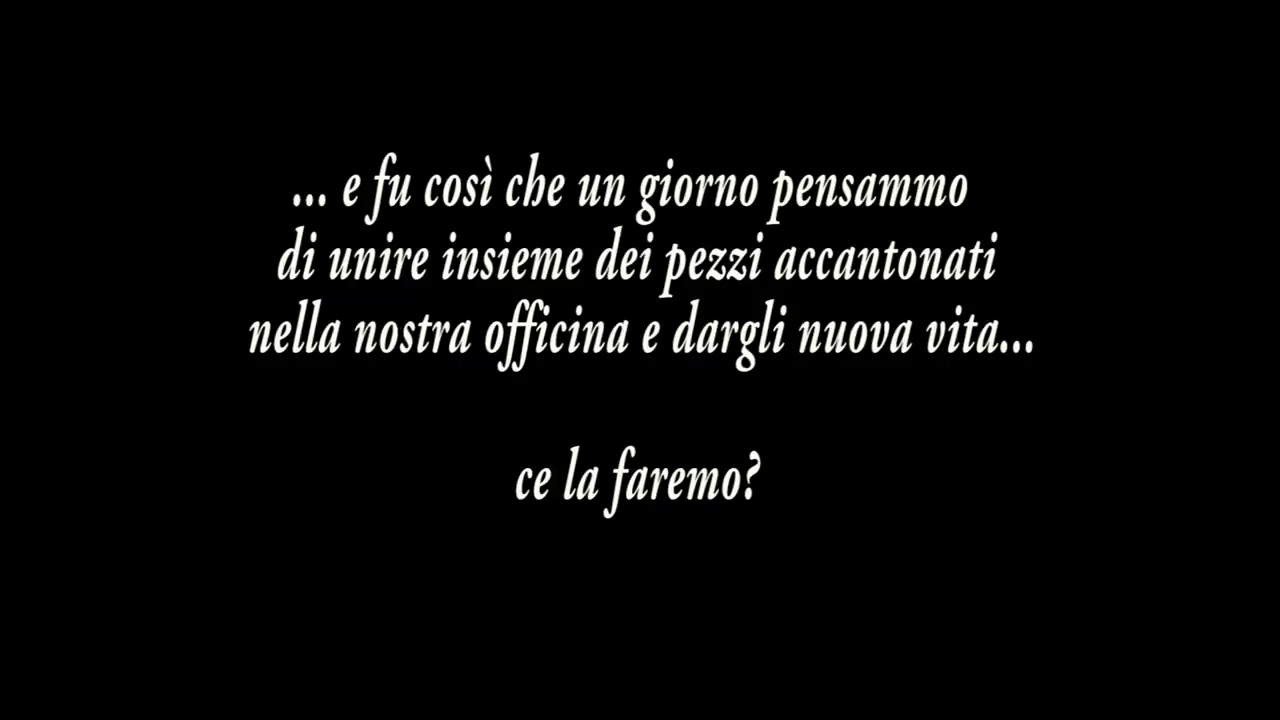 ... e fu così che un giorno pensammo
di unire insieme dei pezzi accantonati
nella nostra officina e dargli nuova vita...
ce la faremo?